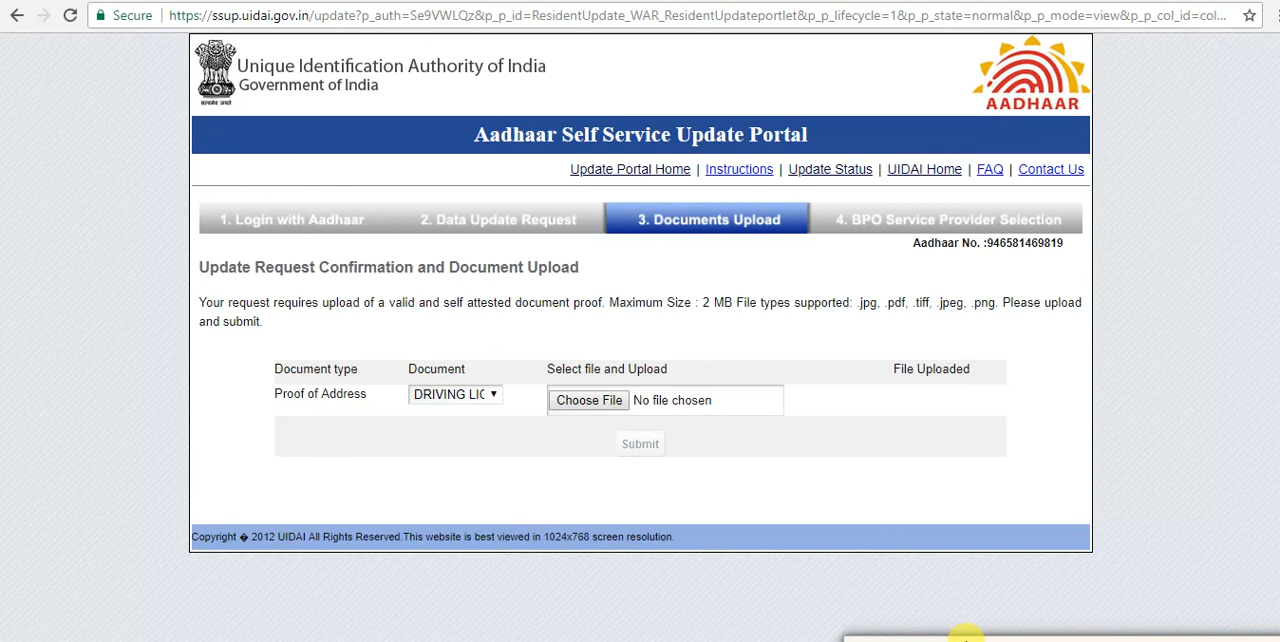 Secure | https://ssup.uidai.gov.in/update?p_auth=Se9VWLQz&p_p_id=ResidentUpdate_WAR_ResidentUpdateportlet&p_p_lifecycle=1&p_p_state=normal&p_p_mode=view&p_p_col_id=col...
Unique Identification Authority of India
Government of India
सत्यमेव जयते
AADHAAR
Aadhaar Self Service Update Portal
Update Portal Home | Instructions | Update Status | UIDAI Home | FAQ | Contact Us
1. Login with Aadhaar 2. Data Update Request 3. Documents Upload 4. BPO Service Provider Selection
Aadhaar No. :946581469819
Update Request Confirmation and Document Upload
Your request requires upload of a valid and self attested document proof. Maximum Size : 2 MB File types supported: .jpg, .pdf, .tiff, .jpeg, .png. Please upload
and submit.
Document type Document Select file and Upload File Uploaded
Proof of Address DRIVING LIC Choose File No file chosen
Submit
Copyright � 2012 UIDAI All Rights Reserved.This website is best viewed in 1024x768 screen resolution.